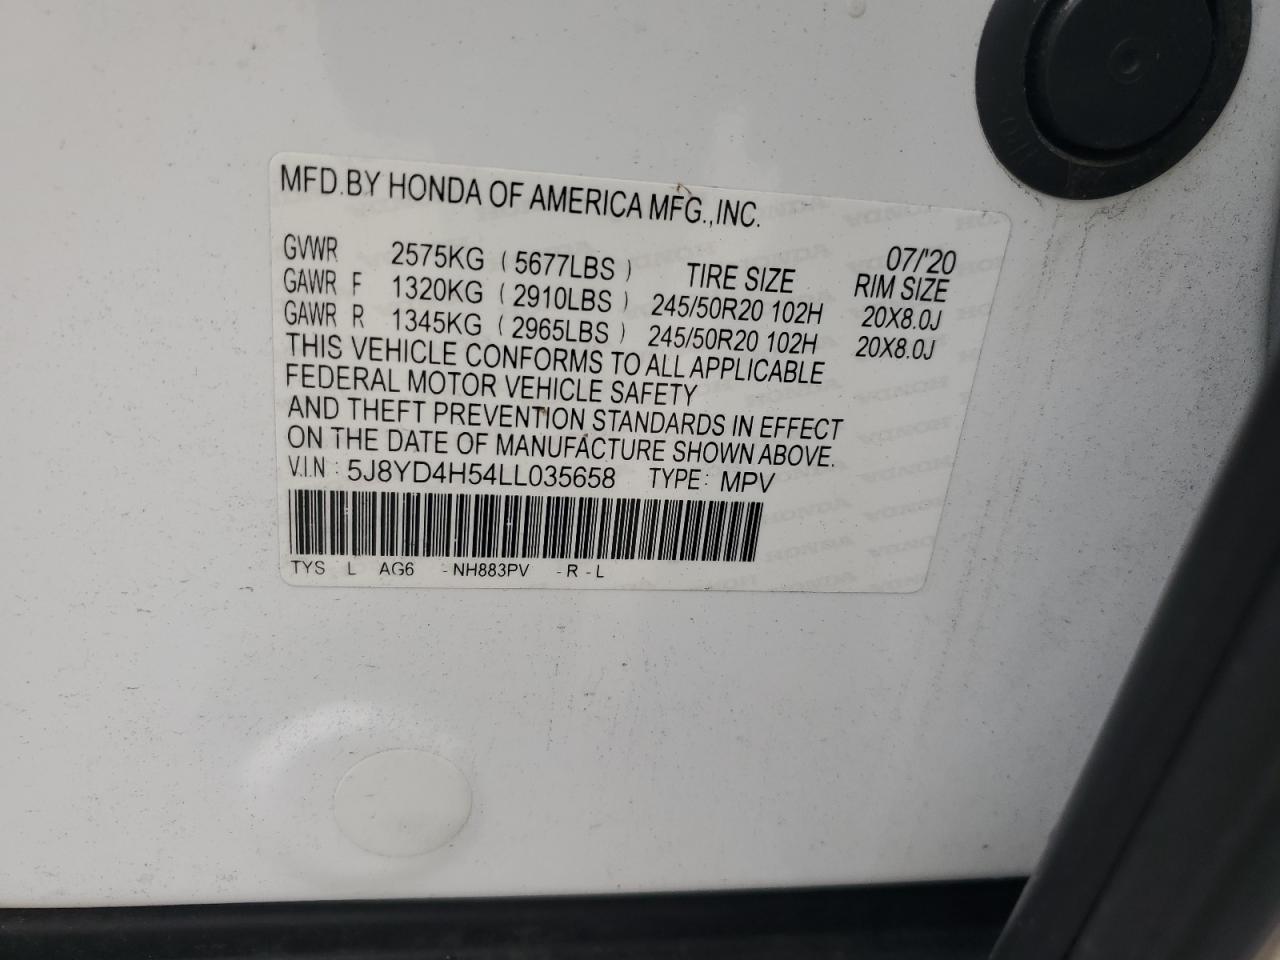 MFD.BY HONDA OF AMERICA MFG.,INC.
07/'20
GVWR 2575KG ( 5677LBS ) TIRE SIZE RIM SIZE
GAWR F 1320KG ( 2910LBS ) 245/50R20 102H 20X8.0J
GAWR R 1345KG ( 2965LBS ) 245/50R20 102H 20X8.0J
THIS VEHICLE CONFORMS TO ALL APPLICABLE
FEDERAL MOTOR VEHICLE SAFETY
AND THEFT PREVENTION STANDARDS IN EFFECT
ON THE DATE OF MANUFACTURE SHOWN ABOVE.
V.I.N : 5J8YD4H54LL035658 TYPE: MPV
TYS L AG6 -NH883PV -R -L